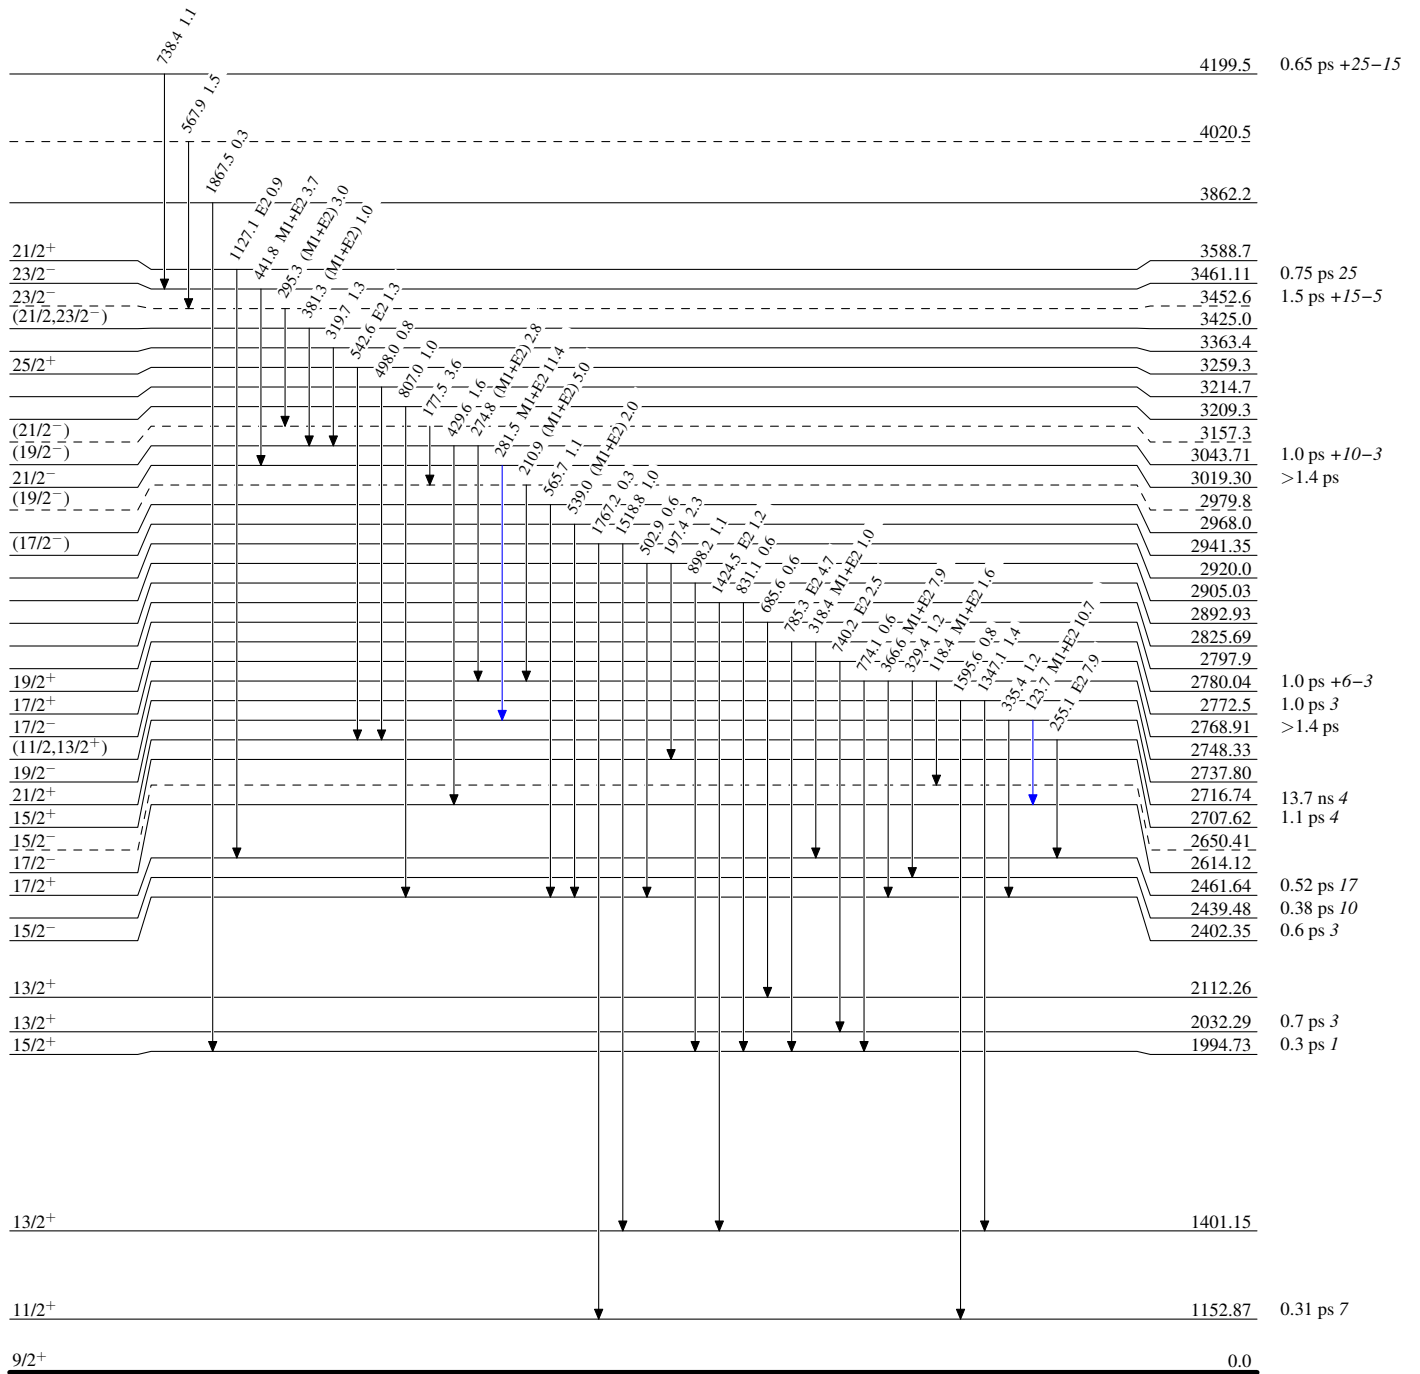 738.4 1.1
4199.5 0.65 ps +25−15
567.9 1.5
4020.5
1867.5 0.3
3862.2
1127.1 E2 0.9
441.8 M1+E2 3.7
295.3 (M1+E2) 3.0
381.3 (M1+E2) 1.0
319.7 1.3
542.6 E2 1.3
498.0 0.8
807.0 1.0
177.5 3.6
429.6 1.6
274.8 (M1+E2) 2.8
281.5 M1+E2 11.4
210.9 (M1+E2) 5.0
565.7 1.1
539.0 (M1+E2) 2.0
1767.2 0.3
1518.8 1.0
502.9 0.6
197.4 2.3
898.2 1.1
1424.5 E2 1.2
831.1 0.6
685.6 0.6
785.3 E2 4.7
318.4 M1+E2 1.0
740.2 E2 2.5
774.1 0.6
366.6 M1+E2 7.9
329.4 1.2
118.4 M1+E2 1.6
1595.6 0.8
1347.1 1.4
335.4 1.2
123.7 M1+E2 10.7
255.1 E2 7.9
21/2+ 3588.7
23/2− 3461.11 0.75 ps 25
23/2− 3452.6 1.5 ps +15−5
(21/2,23/2−) 3425.0
3363.4
25/2+ 3259.3
3214.7
3209.3
(21/2−) 3157.3
(19/2−) 3043.71 1.0 ps +10−3
21/2− 3019.30 >1.4 ps
(19/2−) 2979.8
2968.0
(17/2−) 2941.35
2920.0
2905.03
2892.93
2825.69
2797.9
19/2+ 2780.04 1.0 ps +6−3
17/2+ 2772.5 1.0 ps 3
17/2− 2768.91 >1.4 ps
(11/2,13/2+) 2748.33
19/2− 2737.80
21/2+ 2716.74 13.7 ns 4
15/2+ 2707.62 1.1 ps 4
15/2− 2650.41
17/2− 2614.12
17/2+ 2461.64 0.52 ps 17
2439.48 0.38 ps 10
15/2− 2402.35 0.6 ps 3
13/2+ 2112.26
13/2+ 2032.29 0.7 ps 3
15/2+ 1994.73 0.3 ps 1
13/2+ 1401.15
11/2+ 1152.87 0.31 ps 7
9/2+ 0.0